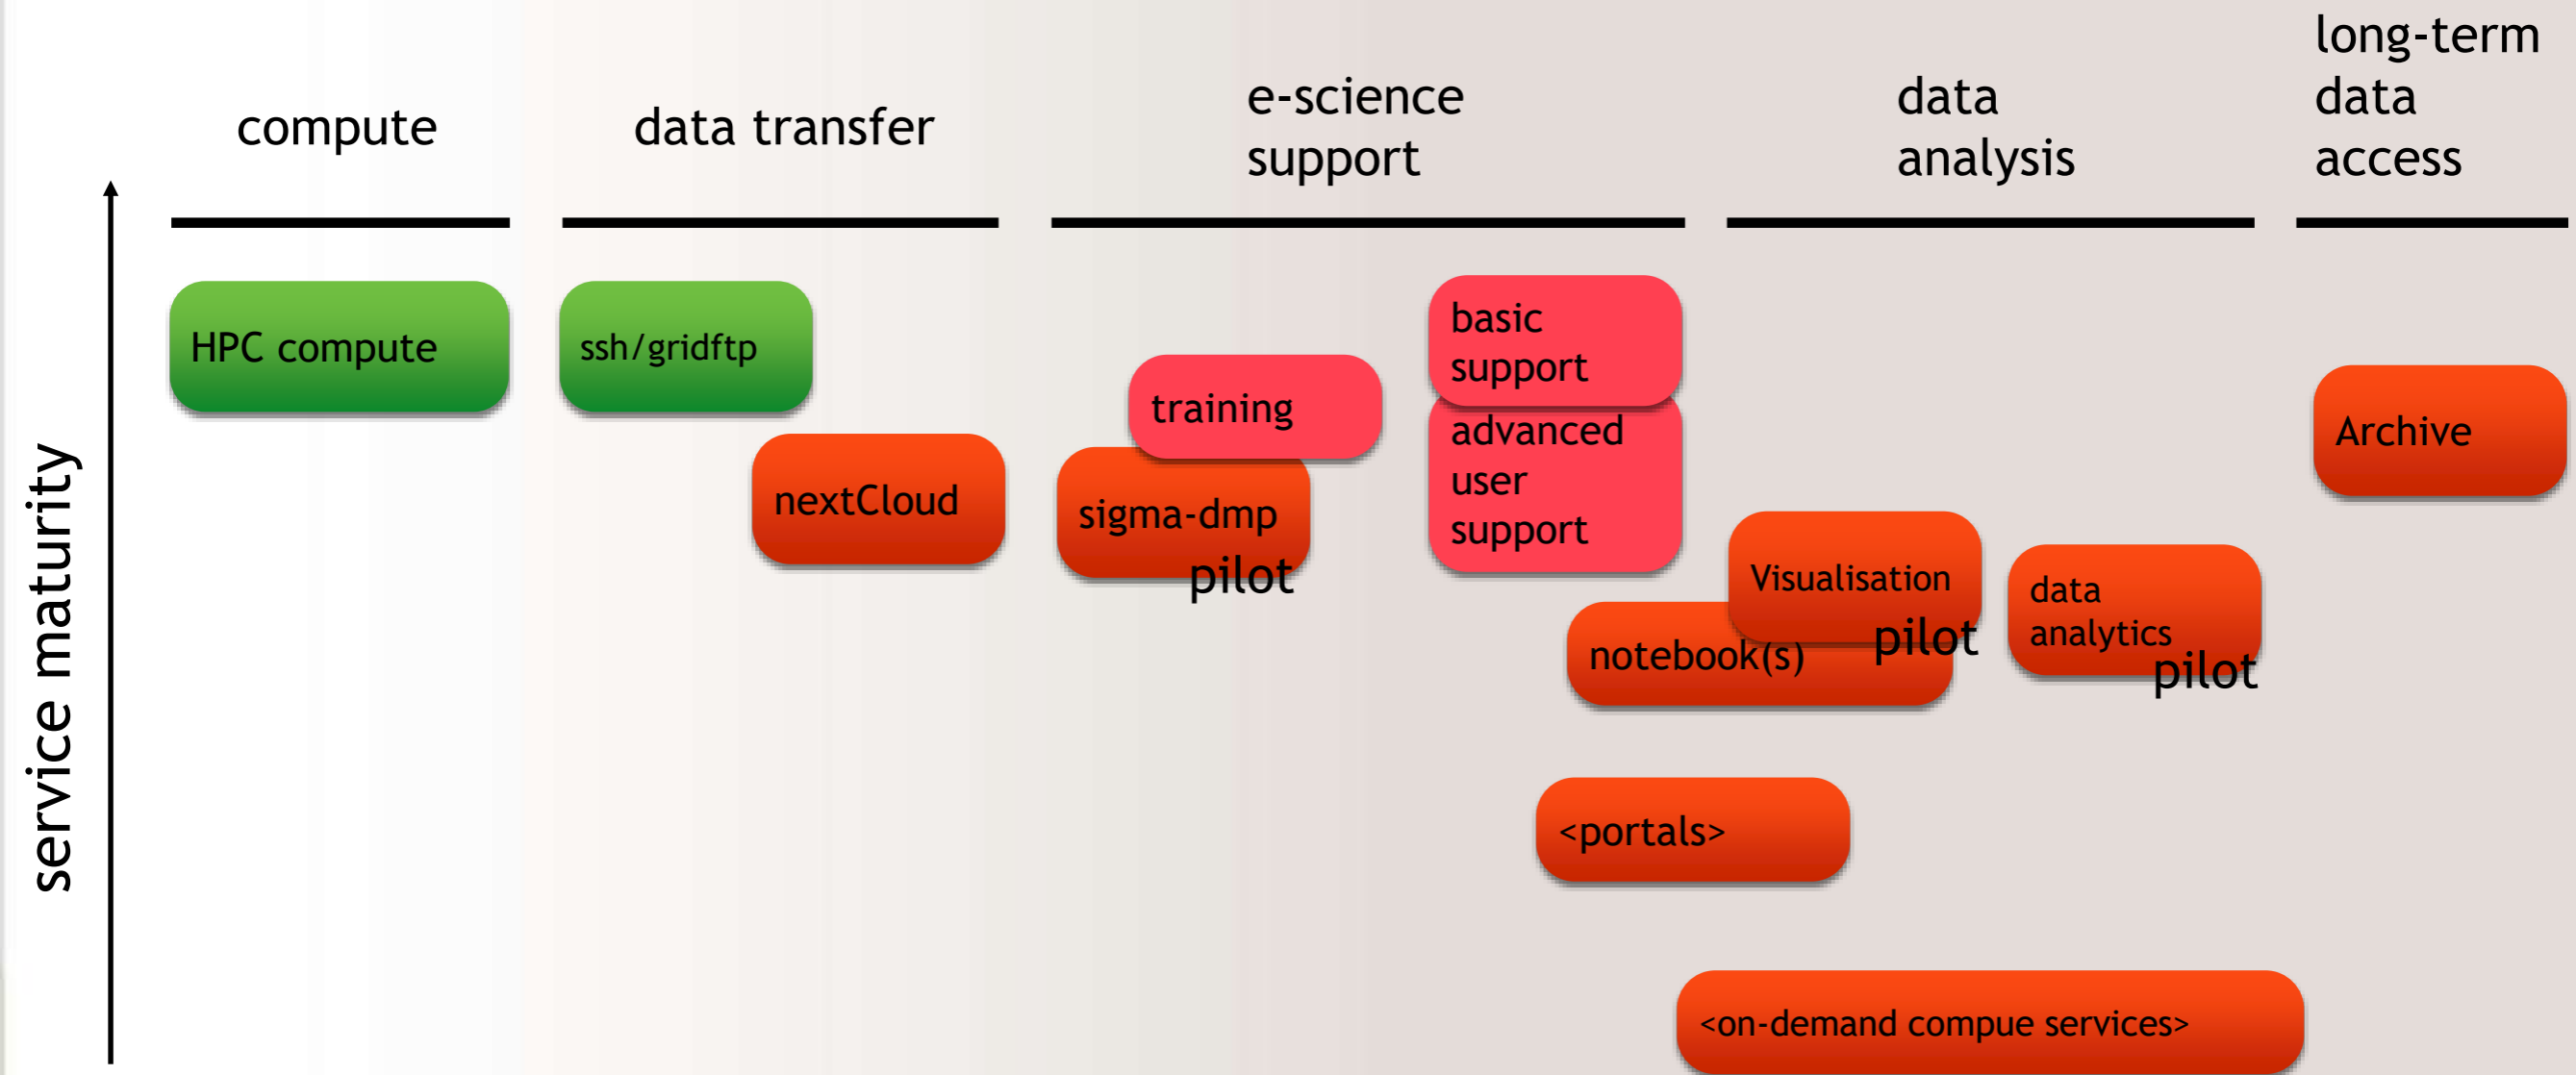 compute
data transfer
e-science
support
data
analysis
long-term
data
access
service maturity
HPC compute
ssh/gridftp
nextCloud
training
sigma-dmp
pilot
basic
support
advanced
user
support
Visualisation
pilot
notebook(s)
data
analytics
pilot
Archive
<portals>
<on-demand compue services>